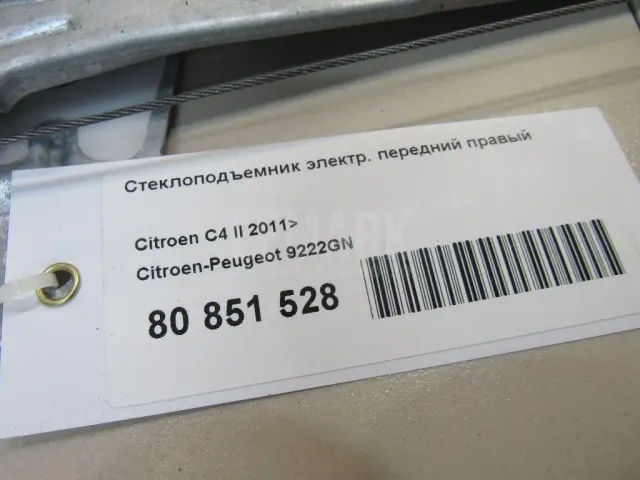 Стеклоподъемник электр. передний правый
Citroen C4 II 2011>
Citroen-Peugeot 9222GN
80 851 528